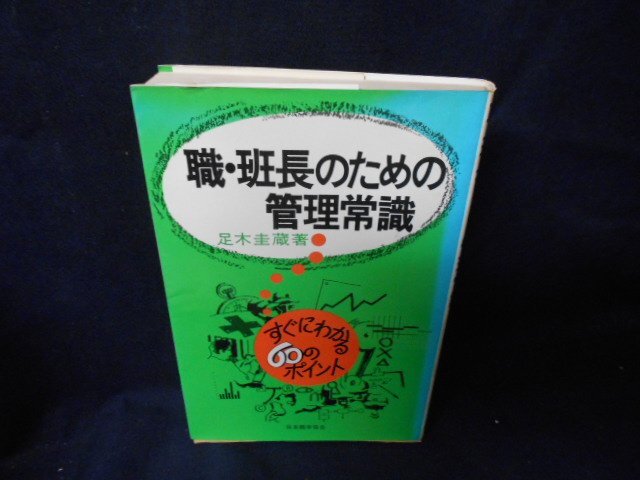 職・班長のための
管理常識
足木圭蔵著
すぐにわかる
60の
ポイント